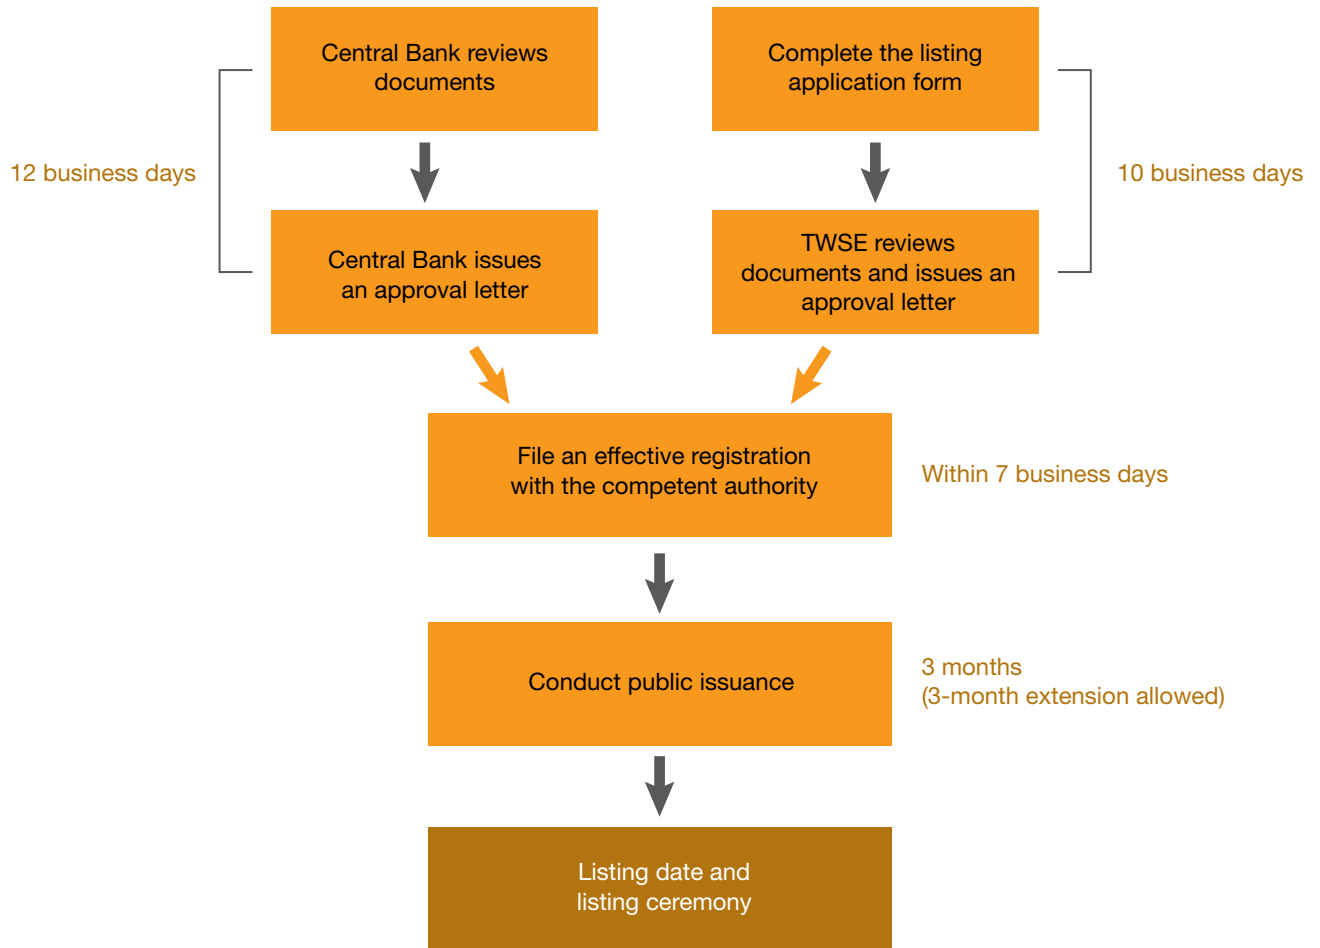 Central Bank reviews
documents
Complete the listing
application form
12 business days
10 business days
Central Bank issues
an approval letter
TWSE reviews
documents and issues an
approval letter
File an effective registration
with the competent authority
Within 7 business days
Conduct public issuance
3 months
(3-month extension allowed)
Listing date and
listing ceremony